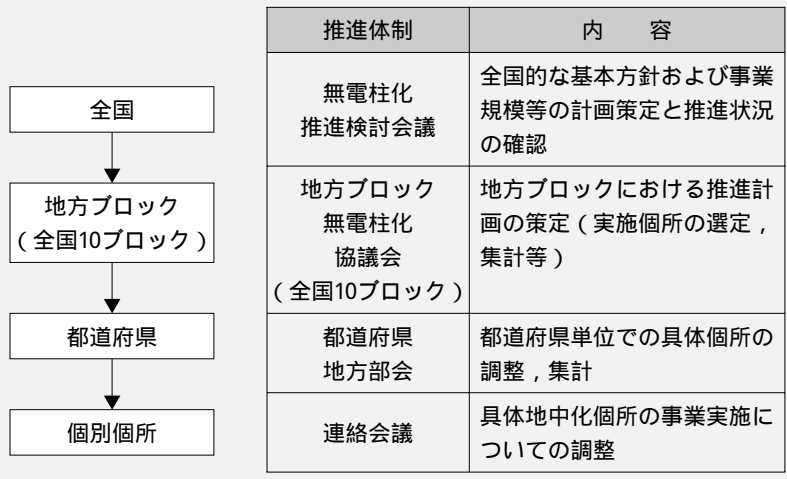 全国
地方ブロック
(全国10ブロック)
都道府県
個別個所
推進体制
内　容
無電柱化
推進検討会議
全国的な基本方針および事業
規模等の計画策定と推進状況
の確認
地方ブロック
無電柱化
協議会
(全国10ブロック)
地方ブロックにおける推進計
画の策定(実施個所の選定,
集計等)
都道府県
地方部会
都道府県単位での具体個所の
調整,集計
連絡会議
具体地中化個所の事業実施に
ついての調整